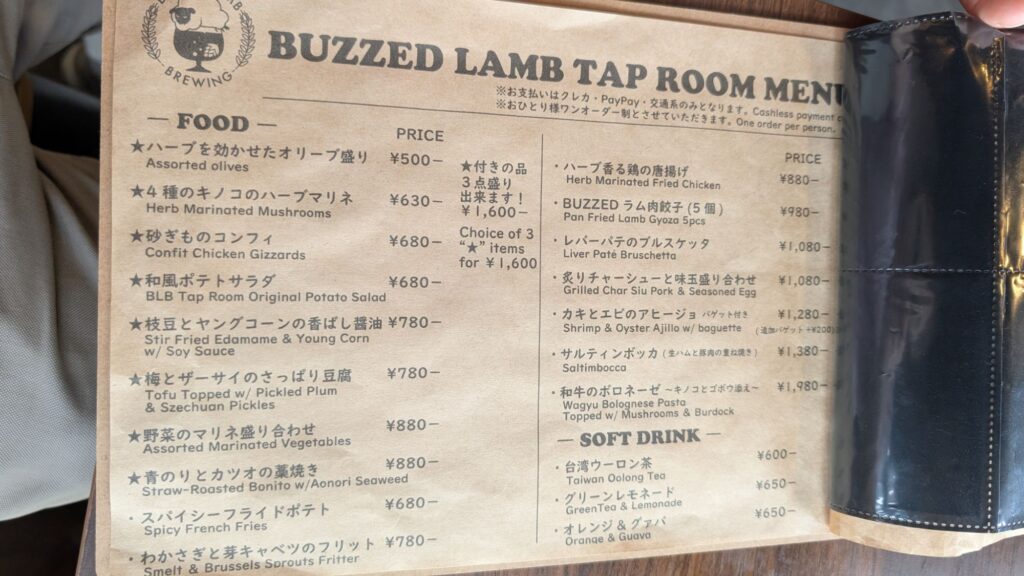 BREWING
BUZZED LAMB TAP ROOM MENU
※お支払いはクレカ・PayPay・交通系のみとなります。Cashless payment
※おひとり様ワンオーダー制とさせていただきます。One order per person.
— FOOD —
PRICE
★ハーブを効かせたオリーブ盛り ¥500−
Assorted olives
★4種のキノコのハーブマリネ ¥630−
Herb Marinated Mushrooms
★砂ぎものコンフィ ¥680−
Confit Chicken Gizzards
★和風ポテトサラダ ¥680−
BLB Tap Room Original Potato Salad
★枝豆とヤングコーンの香ばし醤油 ¥780−
Stir Fried Edamame & Young Corn
w/ Soy Sauce
★梅とザーサイのさっぱり豆腐 ¥780−
Tofu Topped w/ Pickled Plum
& Szechuan Pickles
★野菜のマリネ盛り合わせ ¥880−
Assorted Marinated Vegetables
★青のりとカツオの藁焼き ¥880−
Straw-Roasted Bonito w/Aonori Seaweed
・スパイシーフライドポテト ¥680−
Spicy French Fries
・わかさぎと芽キャベツのフリット ¥780−
Smelt & Brussels Sprouts Fritter
★付きの品
3点盛り
出来ます！
¥1,600−
Choice of 3
“★” items
for ¥1,600
PRICE
・ハーブ香る鶏の唐揚げ ¥880−
Herb Marinated Fried Chicken
・BUZZED ラム肉餃子(5個) ¥980−
Pan Fried Lamb Gyoza 5pcs
・レバーパテのブルスケッタ ¥1,080−
Liver Paté Bruschetta
・炙りチャーシューと味玉盛り合わせ ¥1,080−
Grilled Char Siu Pork & Seasoned Egg
・カキとエビのアヒージョ バゲット付き ¥1,280−
Shrimp & Oyster Ajillo w/ baguette (追加バゲット +¥200)
・サルティンボッカ (生ハムと豚肉の重ね焼き) ¥1,380−
Saltimbocca
・和牛のボロネーゼ ～キノコとゴボウ添え～ ¥1,980−
Wagyu Bolognese Pasta
Topped w/ Mushrooms & Burdock
— SOFT DRINK —
・台湾ウーロン茶 ¥600−
Taiwan Oolong Tea
・グリーンレモネード ¥650−
GreenTea & Lemonade
・オレンジ & グァバ ¥650−
Orange & Guava